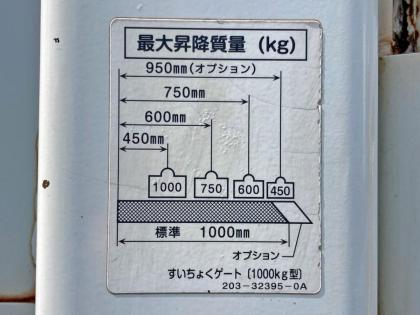 最大昇降質量(kg)
950mm(オプション)
750mm
600mm
450mm
1000 750 600 450
標準 1000mm
オプション
すいちょくゲート〔1000kg型〕
203-32395-0A